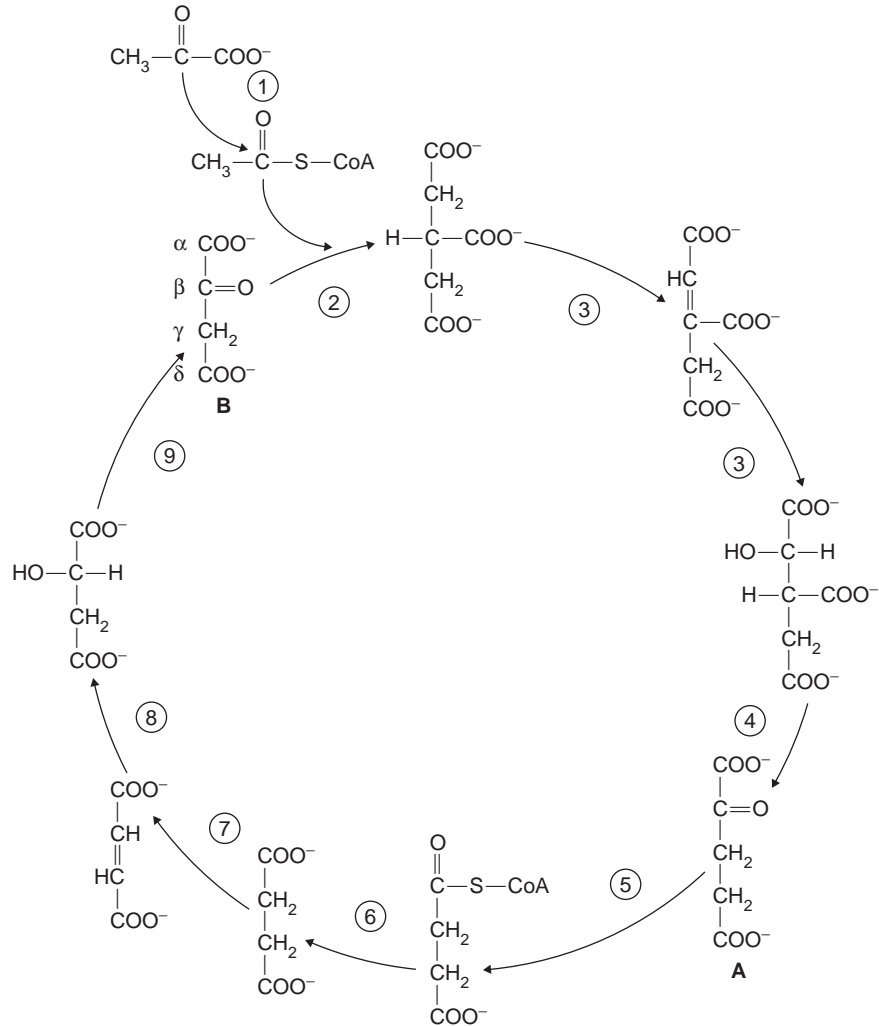 O
CH₃—C—COO⁻
①
O
CH₃—C—S—CoA
α COO⁻
β C=O
γ CH₂
δ COO⁻
B
②
COO⁻
CH₂
H—C—COO⁻
CH₂
COO⁻
③
COO⁻
HC
C—COO⁻
CH₂
COO⁻
③
COO⁻
HO—C—H
H—C—COO⁻
CH₂
COO⁻
④
COO⁻
C=O
CH₂
CH₂
COO⁻
A
⑤
O
C—S—CoA
CH₂
CH₂
COO⁻
⑥
COO⁻
CH₂
CH₂
COO⁻
⑦
COO⁻
CH
HC
COO⁻
⑧
COO⁻
HO—C—H
CH₂
COO⁻
⑨